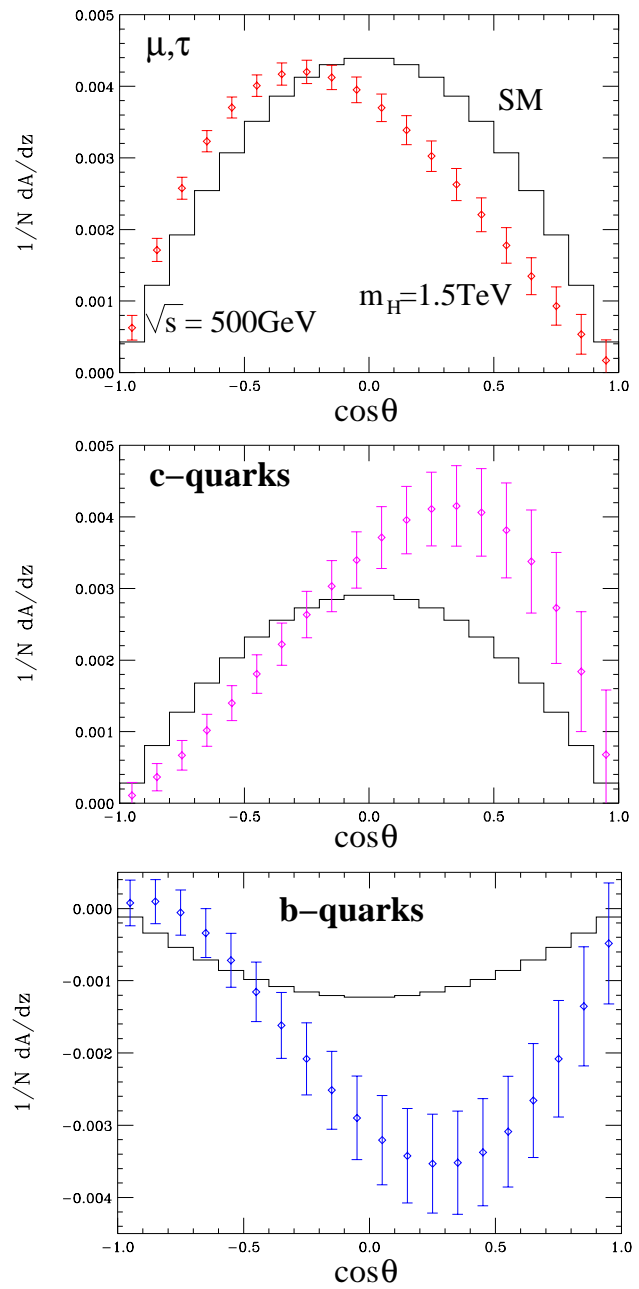 0.005
μ,τ
0.004
SM
0.003
1/N dA/dz
0.002
0.001
√s = 500GeV
m_H=1.5TeV
0.000
-1.0 -0.5 0.0 0.5 1.0
cosθ
0.005
c-quarks
0.004
0.003
1/N dA/dz
0.002
0.001
0.000
-1.0 -0.5 0.0 0.5 1.0
cosθ
0.000
b-quarks
-0.001
1/N dA/dz
-0.002
-0.003
-0.004
-1.0 -0.5 0.0 0.5 1.0
cosθ